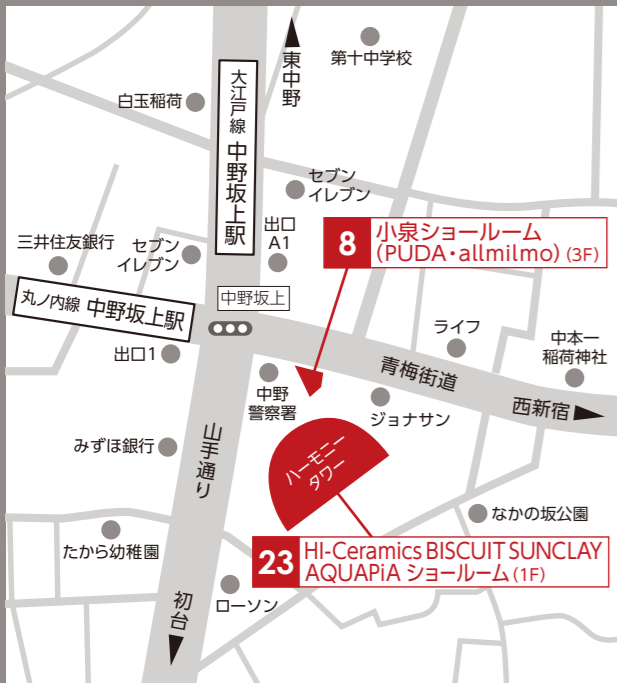 第十中学校
東中野
白玉稲荷
大江戸線 中野坂上駅
セブン
イレブン
出口
A1
8
小泉ショールーム
(PUDA・allmilmo) (3F)
三井住友銀行
セブン
イレブン
丸ノ内線 中野坂上駅
中野坂上
出口1
ライフ
中本一
稲荷神社
青梅街道
西新宿
中野
警察署
ジョナサン
山手通り
みずほ銀行
ハーモニー
タワー
なかの坂公園
たから幼稚園
23
HI-Ceramics BISCUIT SUNCLAY
AQUAPiA ショールーム (1F)
初台
ローソン